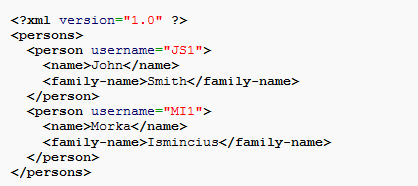 <?xml version="1.0" ?>
<persons>
  <person username="JS1">
    <name>John</name>
    <family-name>Smith</family-name>
  </person>
  <person username="MI1">
    <name>Morka</name>
    <family-name>Ismincius</family-name>
  </person>
</persons>